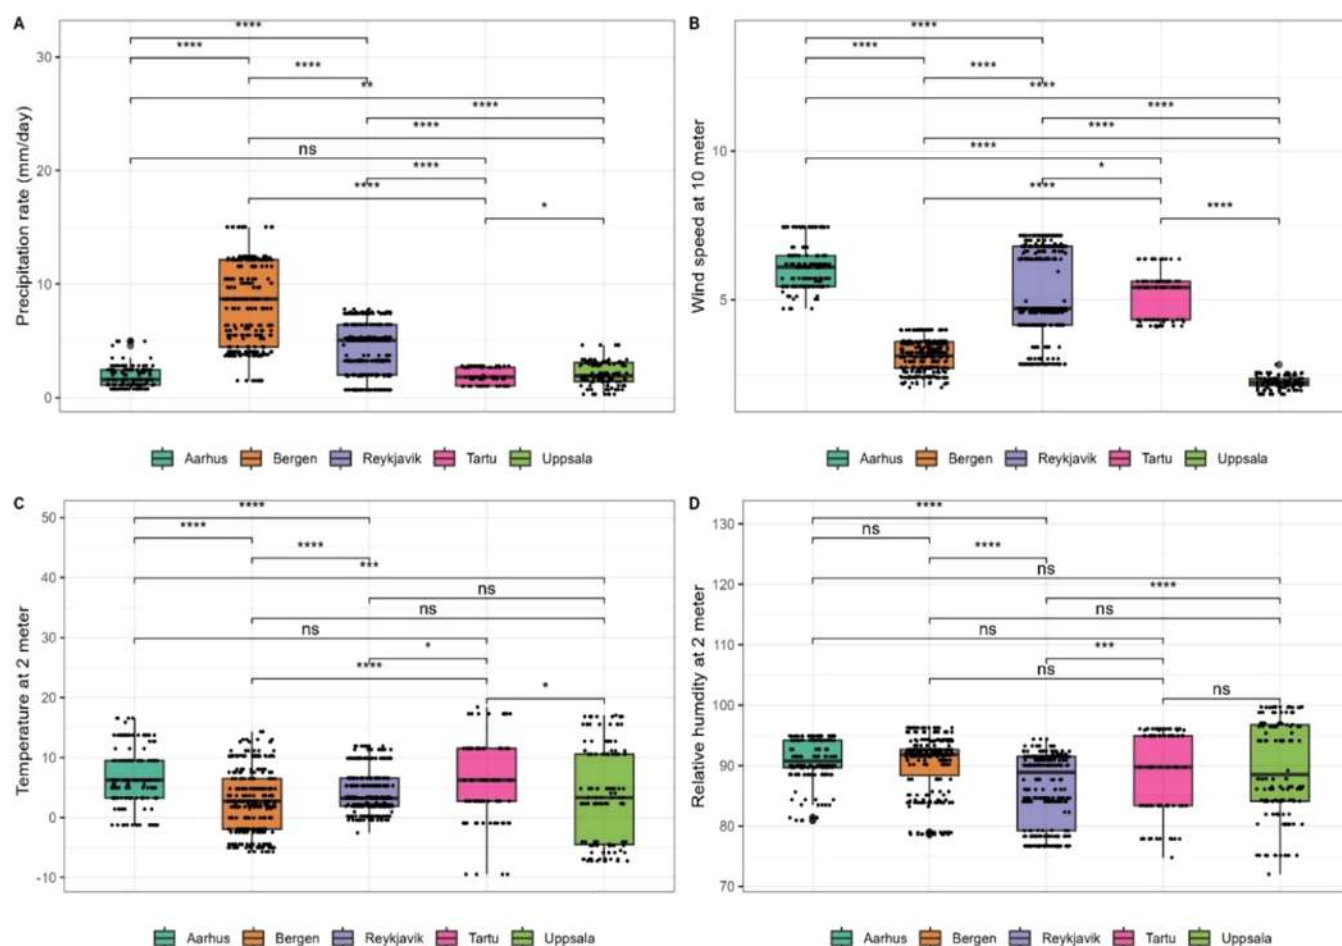 A
****
****
****
**
****
****
ns
****
****
*
30
20
10
0
Precipitation rate (mm/day)
Aarhus Bergen Reykjavik Tartu Uppsala
B
****
****
****
****
****
****
****
*
****
****
10
5
Wind speed at 10 meter
Aarhus Bergen Reykjavik Tartu Uppsala
C
****
****
****
***
ns
ns
ns
*
****
*
50
40
30
20
10
0
-10
Temperature at 2 meter
Aarhus Bergen Reykjavik Tartu Uppsala
D
****
ns
****
ns
****
ns
ns
***
ns
ns
130
120
110
100
90
80
70
Relative humdity at 2 meter
Aarhus Bergen Reykjavik Tartu Uppsala